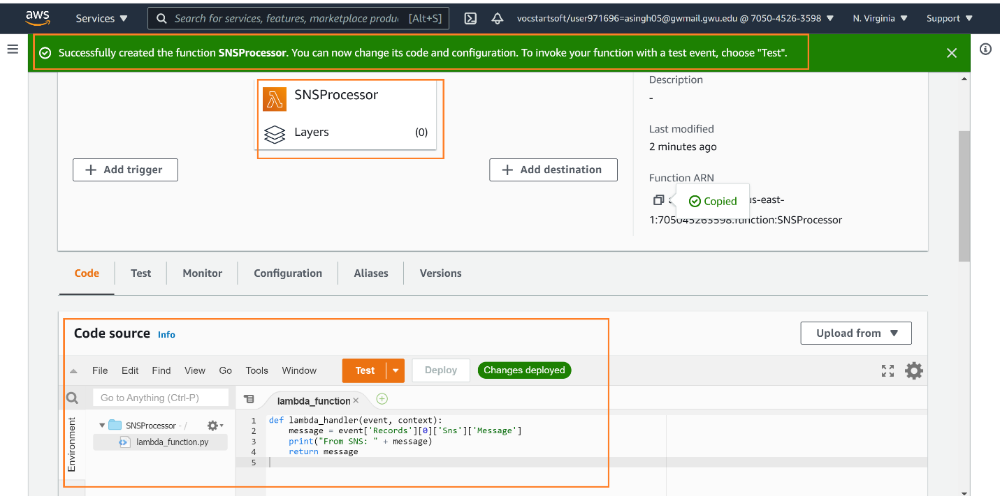 aws
Services
Search for services, features, marketplace produ
[Alt+S]
vocstartsoft/user971696=asingh05@gwmail.gwu.edu @ 7050-4526-3598
N. Virginia
Support
Successfully created the function SNSProcessor. You can now change its code and configuration. To invoke your function with a test event, choose "Test".
SNSProcessor
Layers
(0)
Add trigger
Add destination
Description
-
Last modified
2 minutes ago
Function ARN
Copied
us-east-
1:705045263598:function:SNSProcessor
Code
Test
Monitor
Configuration
Aliases
Versions
Code source
Info
Upload from
File Edit Find View Go Tools Window
Test
Deploy
Changes deployed
Go to Anything (Ctrl-P)
lambda_function
Environment
SNSProcessor - /
lambda_function.py
1 def lambda_handler(event, context):
2     message = event['Records'][0]['Sns']['Message']
3     print("From SNS: " + message)
4     return message
5